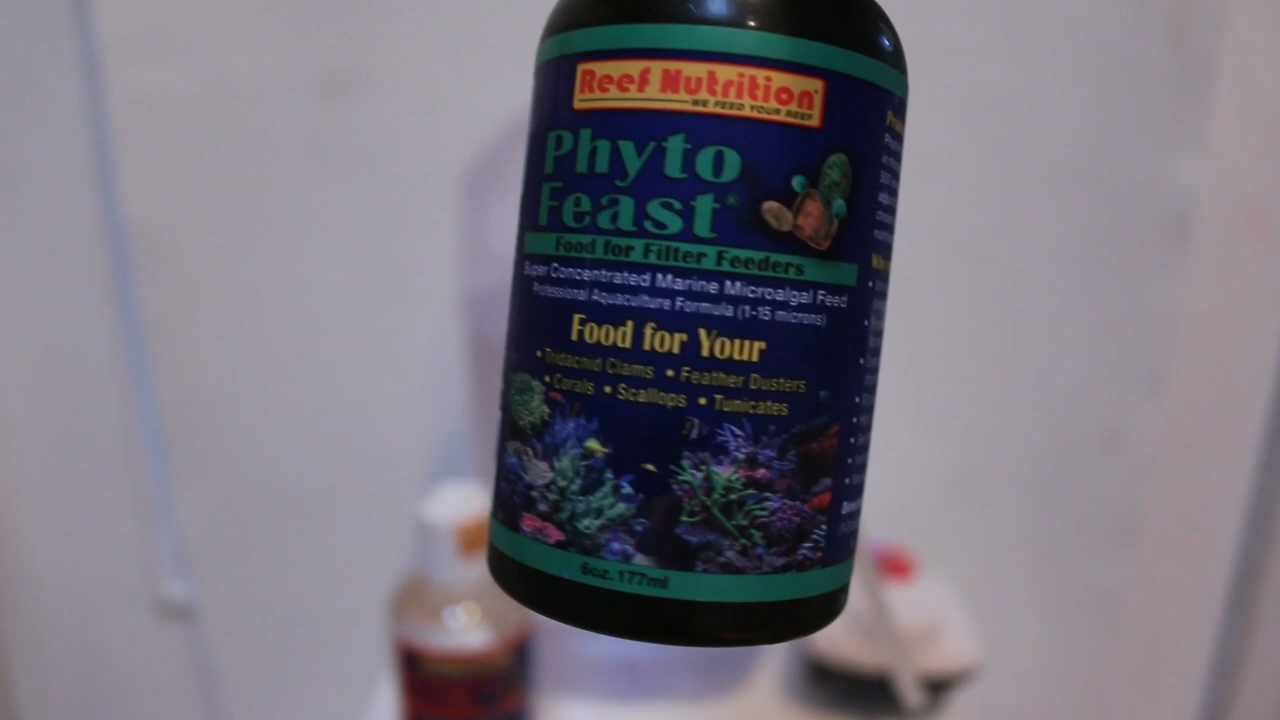 Reef Nutrition
WE FEED YOUR REEF
Phyto
Feast®
Food for Filter Feeders
Super Concentrated Marine Microalgal Feed
Professional Aquaculture Formula (1-15 microns)
Food for Your
• Tridacnid Clams • Feather Dusters
• Corals • Scallops • Tunicates
6oz. 177ml